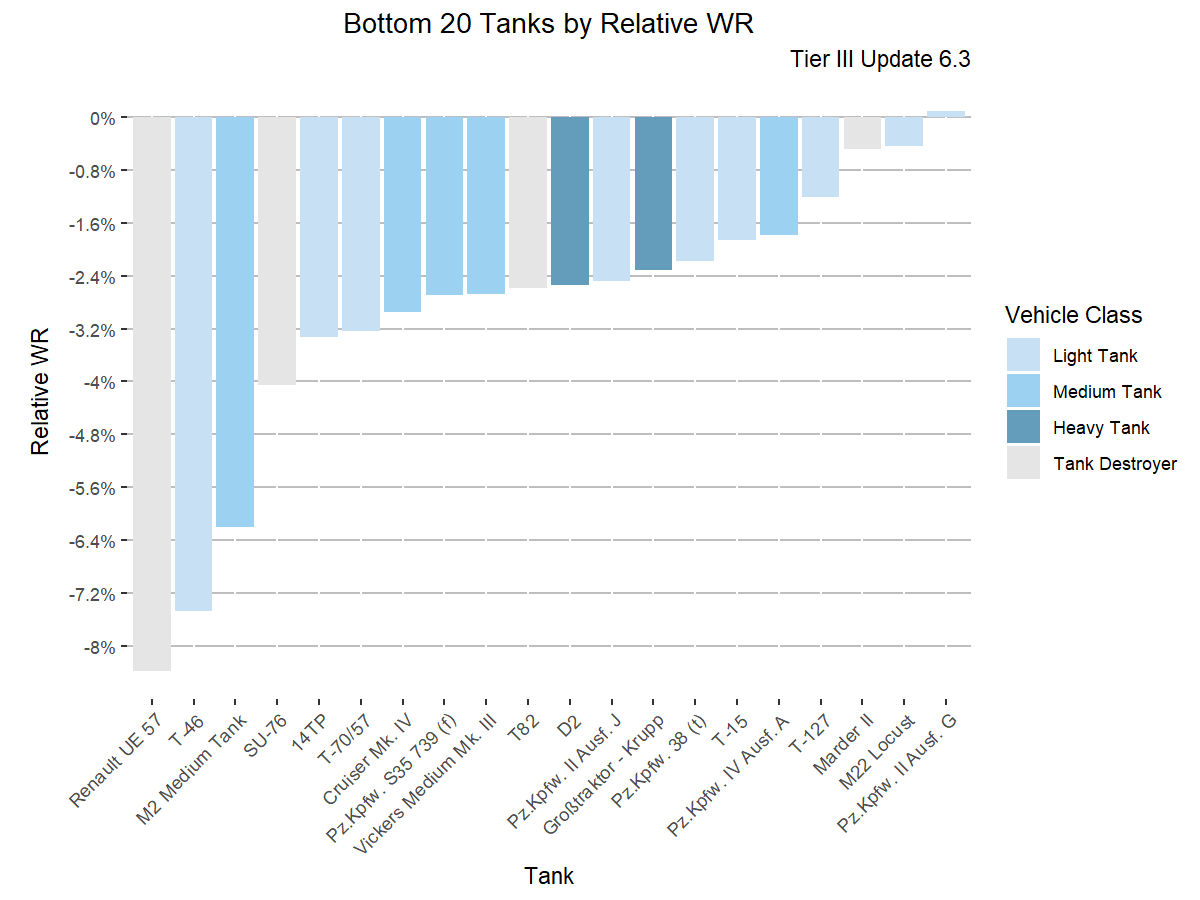 Bottom 20 Tanks by Relative WR
Tier III Update 6.3
0%
-0.8%
-1.6%
-2.4%
-3.2%
-4%
-4.8%
-5.6%
-6.4%
-7.2%
-8%
Relative WR
Renault UE 57
T-46
M2 Medium Tank
SU-76
14TP
T-70/57
Cruiser Mk. IV
Pz.Kpfw. S35 739 (f)
Vickers Medium Mk. III
T82
D2
Pz.Kpfw. II Ausf. J
Großtraktor - Krupp
Pz.Kpfw. 38 (t)
T-15
Pz.Kpfw. IV Ausf. A
T-127
Marder II
M22 Locust
Pz.Kpfw. II Ausf. G
Tank
Vehicle Class
Light Tank
Medium Tank
Heavy Tank
Tank Destroyer